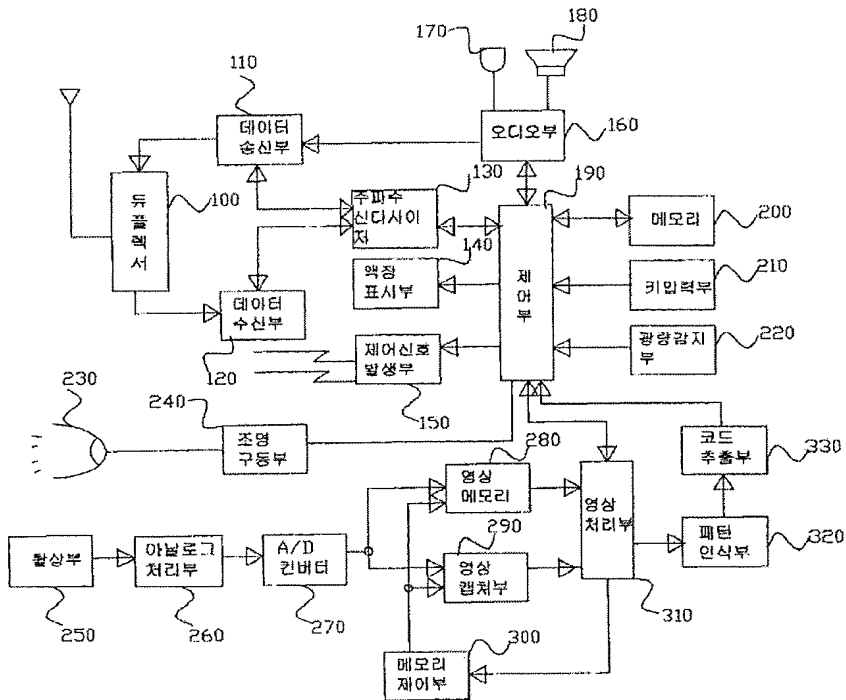 170
180
110
데이터
송신부
오디오부
160
130
190
듀
플
렉
서
100
주파수
신디사이
자
메모리
200
140
액장
표시부
제
어
부
키입력부
210
데이터
수신부
120
제어신호
발생부
150
광량감지
부
220
230
240
조명
구동부
280
영상
메모리
영상
처리부
코드
추출부
330
290
영상
캡쳐부
패턴
인식부
320
촬상부
250
아날로그
처리부
260
A/D
컨버터
270
310
300
메모리
제어부